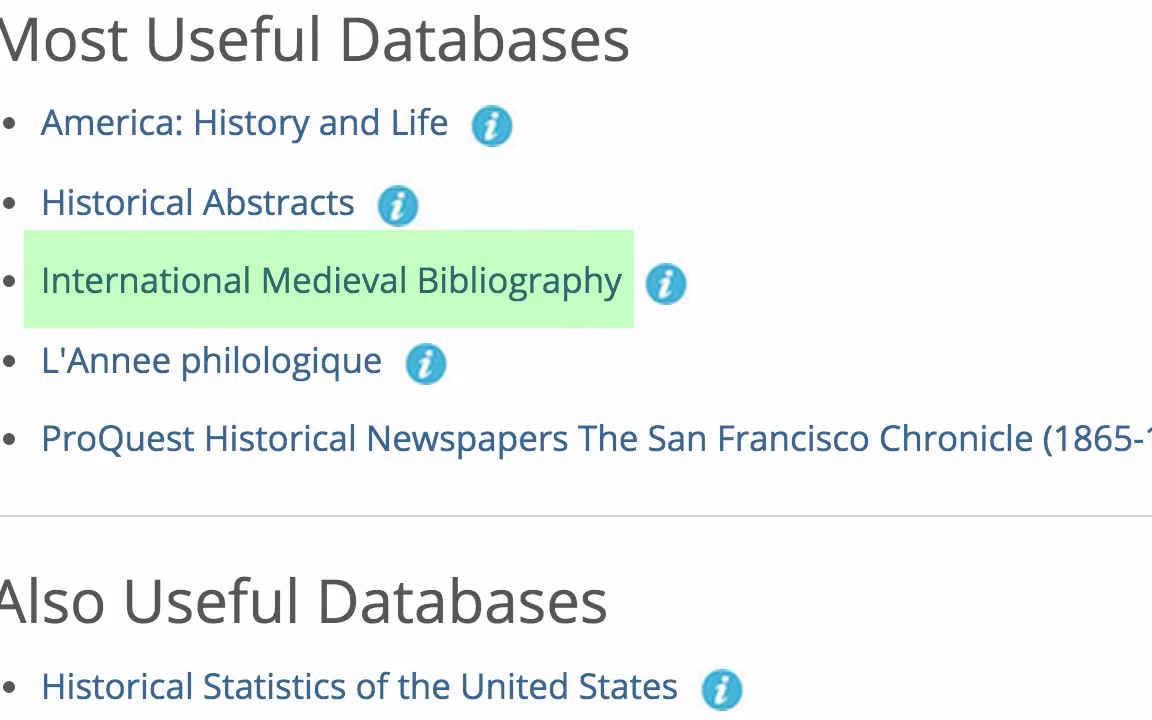 Most Useful Databases
America: History and Life
Historical Abstracts
International Medieval Bibliography
L'Annee philologique
ProQuest Historical Newspapers The San Francisco Chronicle (1865-
Also Useful Databases
Historical Statistics of the United States